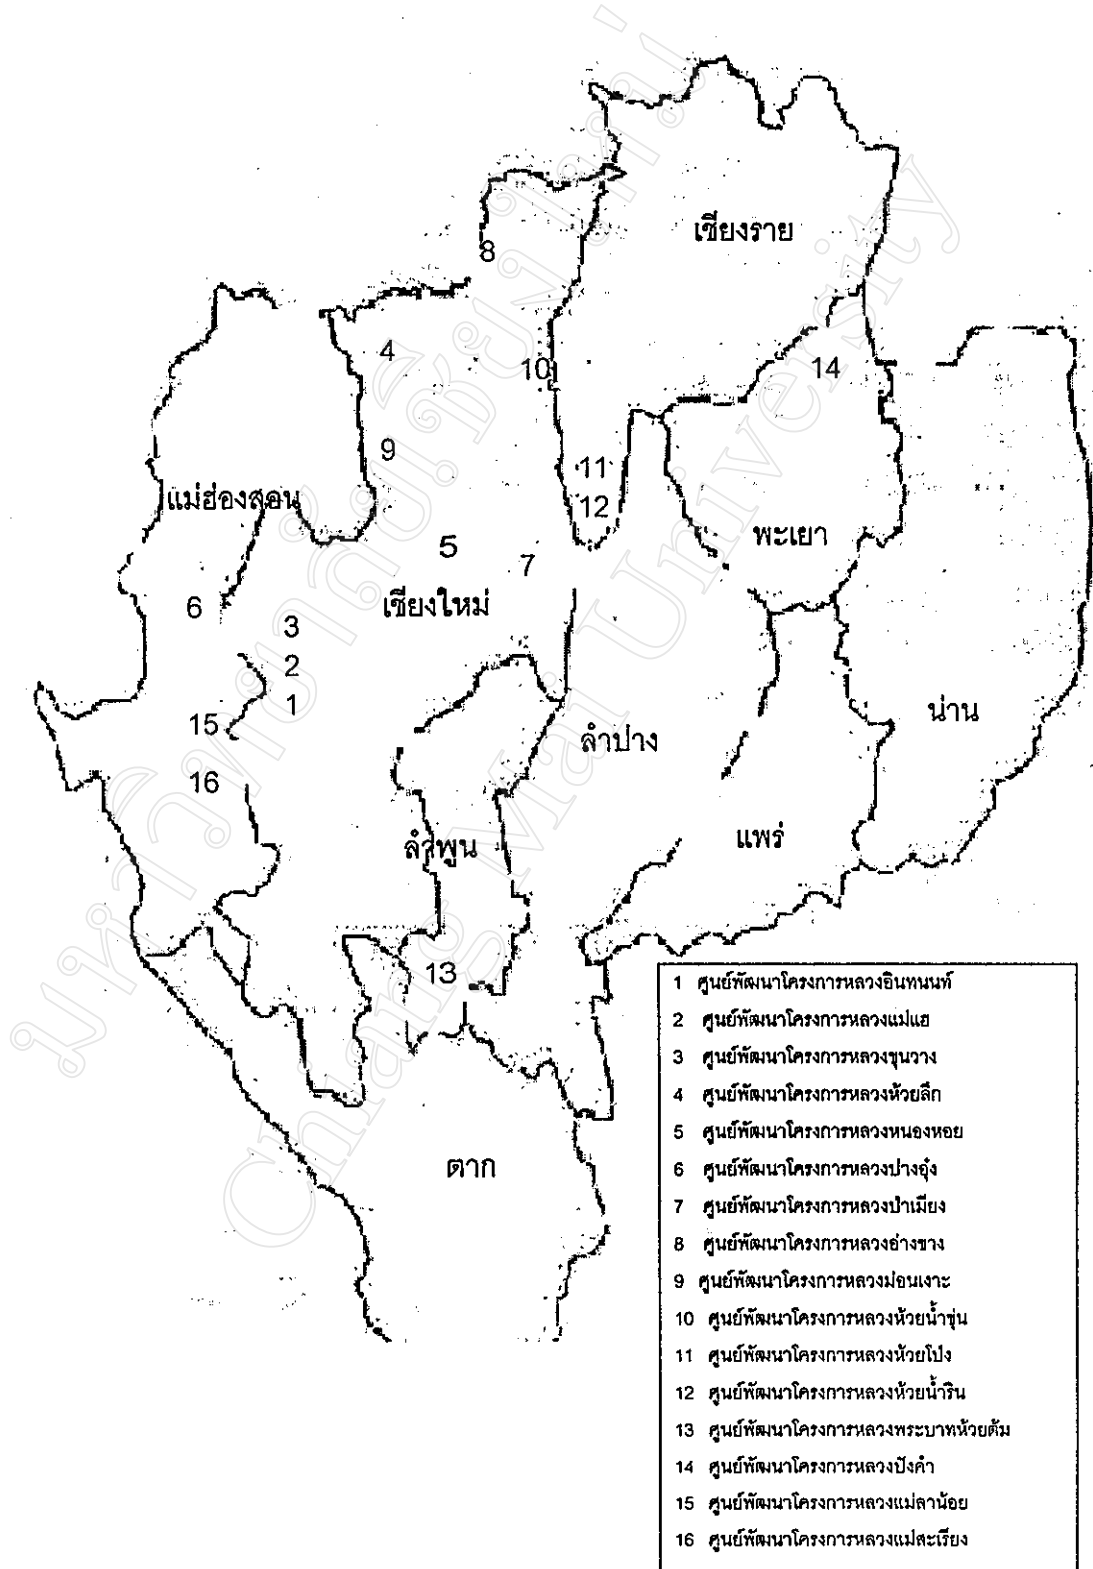 เชียงราย
8
4
10
14
9
11
แม่ฮ่องสอน
12
พะเยา
5
7
6
เชียงใหม่
3
2
1
15
น่าน
ลำปาง
16
แพร่
ลำพูน
13
ตาก
1 ศูนย์พัฒนาโครงการหลวงอินทนนท์
2 ศูนย์พัฒนาโครงการหลวงแม่แฮ
3 ศูนย์พัฒนาโครงการหลวงขุนวาง
4 ศูนย์พัฒนาโครงการหลวงห้วยลึก
5 ศูนย์พัฒนาโครงการหลวงหนองหอย
6 ศูนย์พัฒนาโครงการหลวงปางอุ๋ง
7 ศูนย์พัฒนาโครงการหลวงป่าเมี่ยง
8 ศูนย์พัฒนาโครงการหลวงอ่างขาง
9 ศูนย์พัฒนาโครงการหลวงม่อนเงาะ
10 ศูนย์พัฒนาโครงการหลวงห้วยน้ำขุ่น
11 ศูนย์พัฒนาโครงการหลวงห้วยโป่ง
12 ศูนย์พัฒนาโครงการหลวงห้วยน้ำริน
13 ศูนย์พัฒนาโครงการหลวงพระบาทห้วยต้ม
14 ศูนย์พัฒนาโครงการหลวงปังค่า
15 ศูนย์พัฒนาโครงการหลวงแม่ลาน้อย
16 ศูนย์พัฒนาโครงการหลวงแม่สะเรียง
มหาวิทยาลัยเชียงใหม่
Chiang Mai University